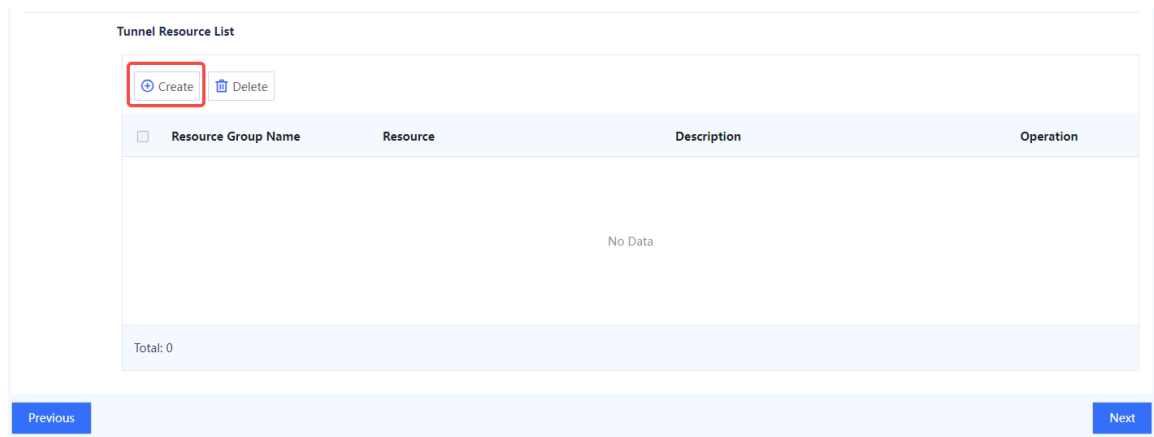 Tunnel Resource List
Create Delete
Resource Group Name Resource Description Operation
No Data
Total: 0
Previous Next